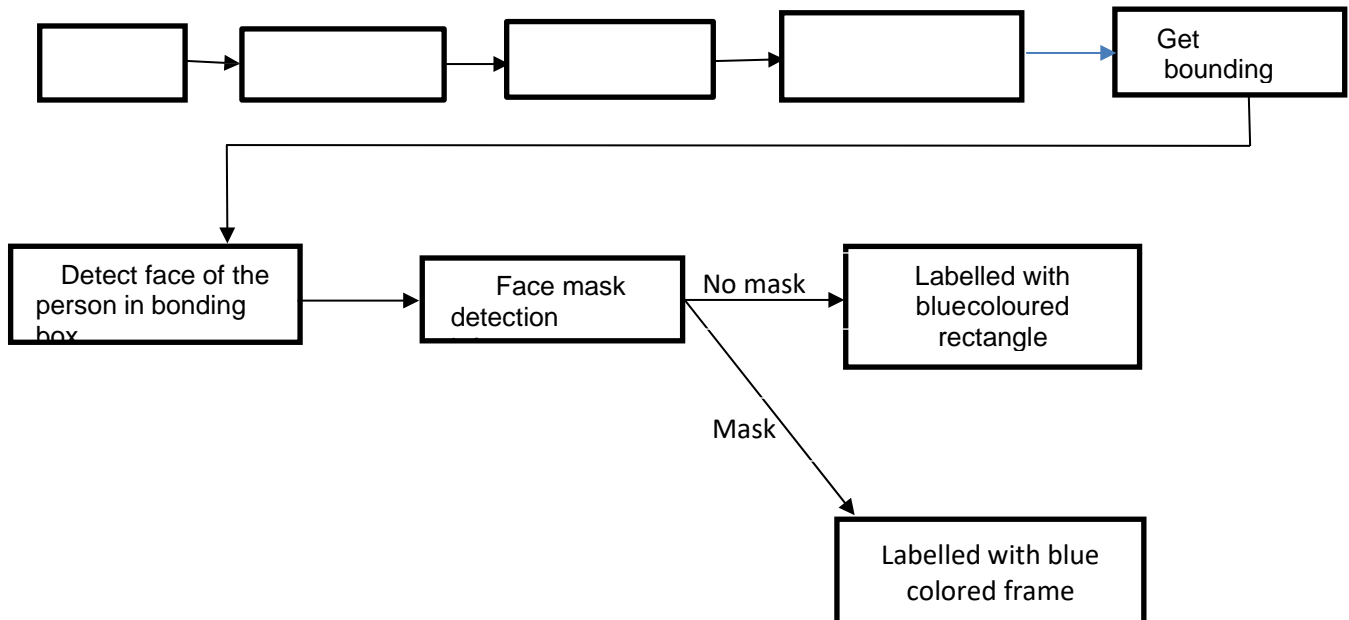 Get
bounding
Detect face of the
person in bonding
box
Face mask
detection
No mask
Labelled with
bluecoloured
rectangle
Mask
Labelled with blue
colored frame